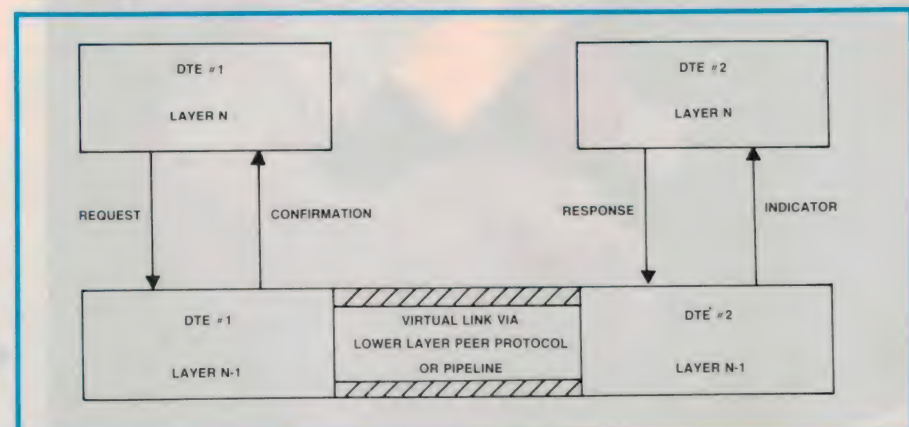 DTE #1
LAYER N
DTE #2
LAYER N
REQUEST
CONFIRMATION
RESPONSE
INDICATOR
DTE #1
LAYER N-1
VIRTUAL LINK VIA
LOWER LAYER PEER PROTOCOL
OR PIPELINE
DTE #2
LAYER N-1